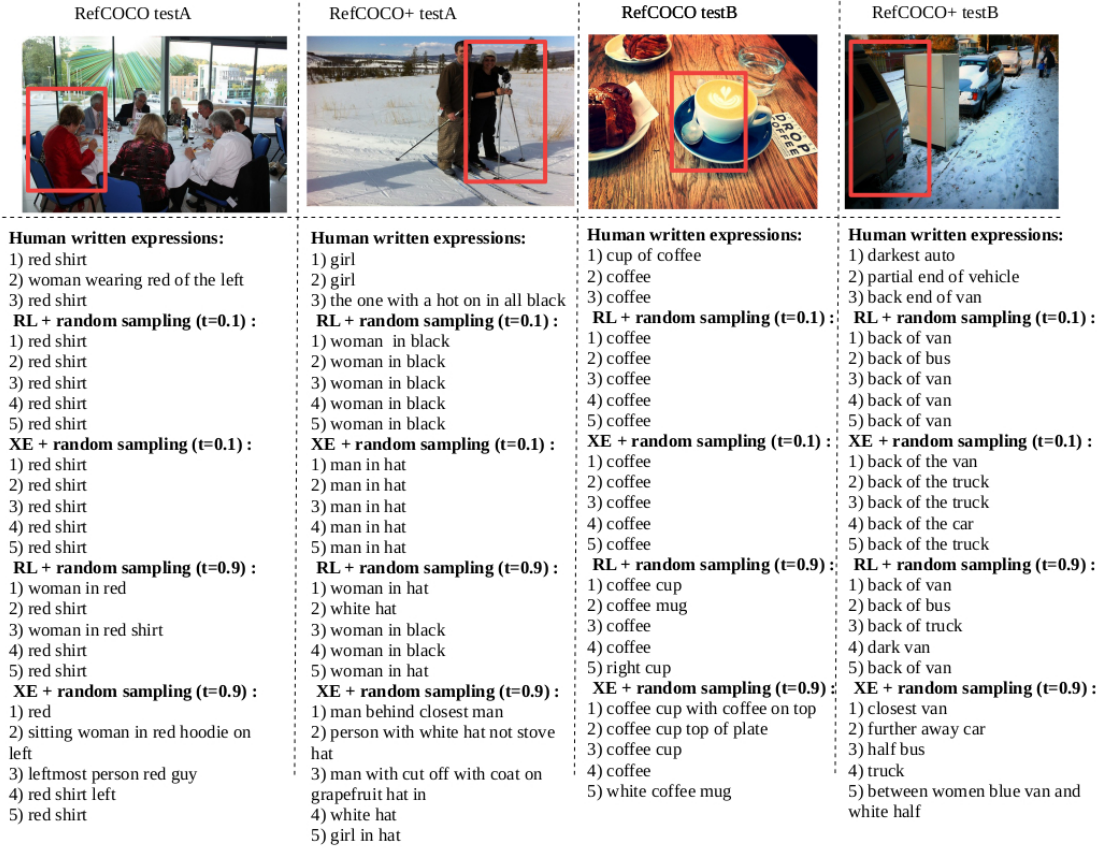 RefCOCO testA
Human written expressions:
1) red shirt
2) woman wearing red of the left
3) red shirt
RL + random sampling (t=0.1) :
1) red shirt
2) red shirt
3) red shirt
4) red shirt
5) red shirt
XE + random sampling (t=0.1) :
1) red shirt
2) red shirt
3) red shirt
4) red shirt
5) red shirt
RL + random sampling (t=0.9) :
1) woman in red
2) red shirt
3) woman in red shirt
4) red shirt
5) red shirt
XE + random sampling (t=0.9) :
1) red
2) sitting woman in red hoodie on
left
3) leftmost person red guy
4) red shirt left
5) red shirt
RefCOCO+ testA
Human written expressions:
1) girl
2) girl
3) the one with a hot on in all black
RL + random sampling (t=0.1) :
1) woman in black
2) woman in black
3) woman in black
4) woman in black
5) woman in black
XE + random sampling (t=0.1) :
1) man in hat
2) man in hat
3) man in hat
4) man in hat
5) man in hat
RL + random sampling (t=0.9) :
1) woman in hat
2) white hat
3) woman in black
4) woman in black
5) woman in hat
XE + random sampling (t=0.9) :
1) man behind closest man
2) person with white hat not stove
hat
3) man with cut off with coat on
grapefruit hat in
4) white hat
5) girl in hat
RefCOCO testB
DROP
COFFEE
Human written expressions:
1) cup of coffee
2) coffee
3) coffee
RL + random sampling (t=0.1) :
1) coffee
2) coffee
3) coffee
4) coffee
5) coffee
XE + random sampling (t=0.1) :
1) coffee
2) coffee
3) coffee
4) coffee
5) coffee
RL + random sampling (t=0.9) :
1) coffee cup
2) coffee mug
3) coffee
4) coffee
5) right cup
XE + random sampling (t=0.9) :
1) coffee cup with coffee on top
2) coffee cup top of plate
3) coffee cup
4) coffee
5) white coffee mug
RefCOCO+ testB
Human written expressions:
1) darkest auto
2) partial end of vehicle
3) back end of van
RL + random sampling (t=0.1) :
1) back of van
2) back of bus
3) back of van
4) back of van
5) back of van
XE + random sampling (t=0.1) :
1) back of the van
2) back of the truck
3) back of the truck
4) back of the car
5) back of the truck
RL + random sampling (t=0.9) :
1) back of van
2) back of bus
3) back of truck
4) dark van
5) back of van
XE + random sampling (t=0.9) :
1) closest van
2) further away car
3) half bus
4) truck
5) between women blue van and
white half